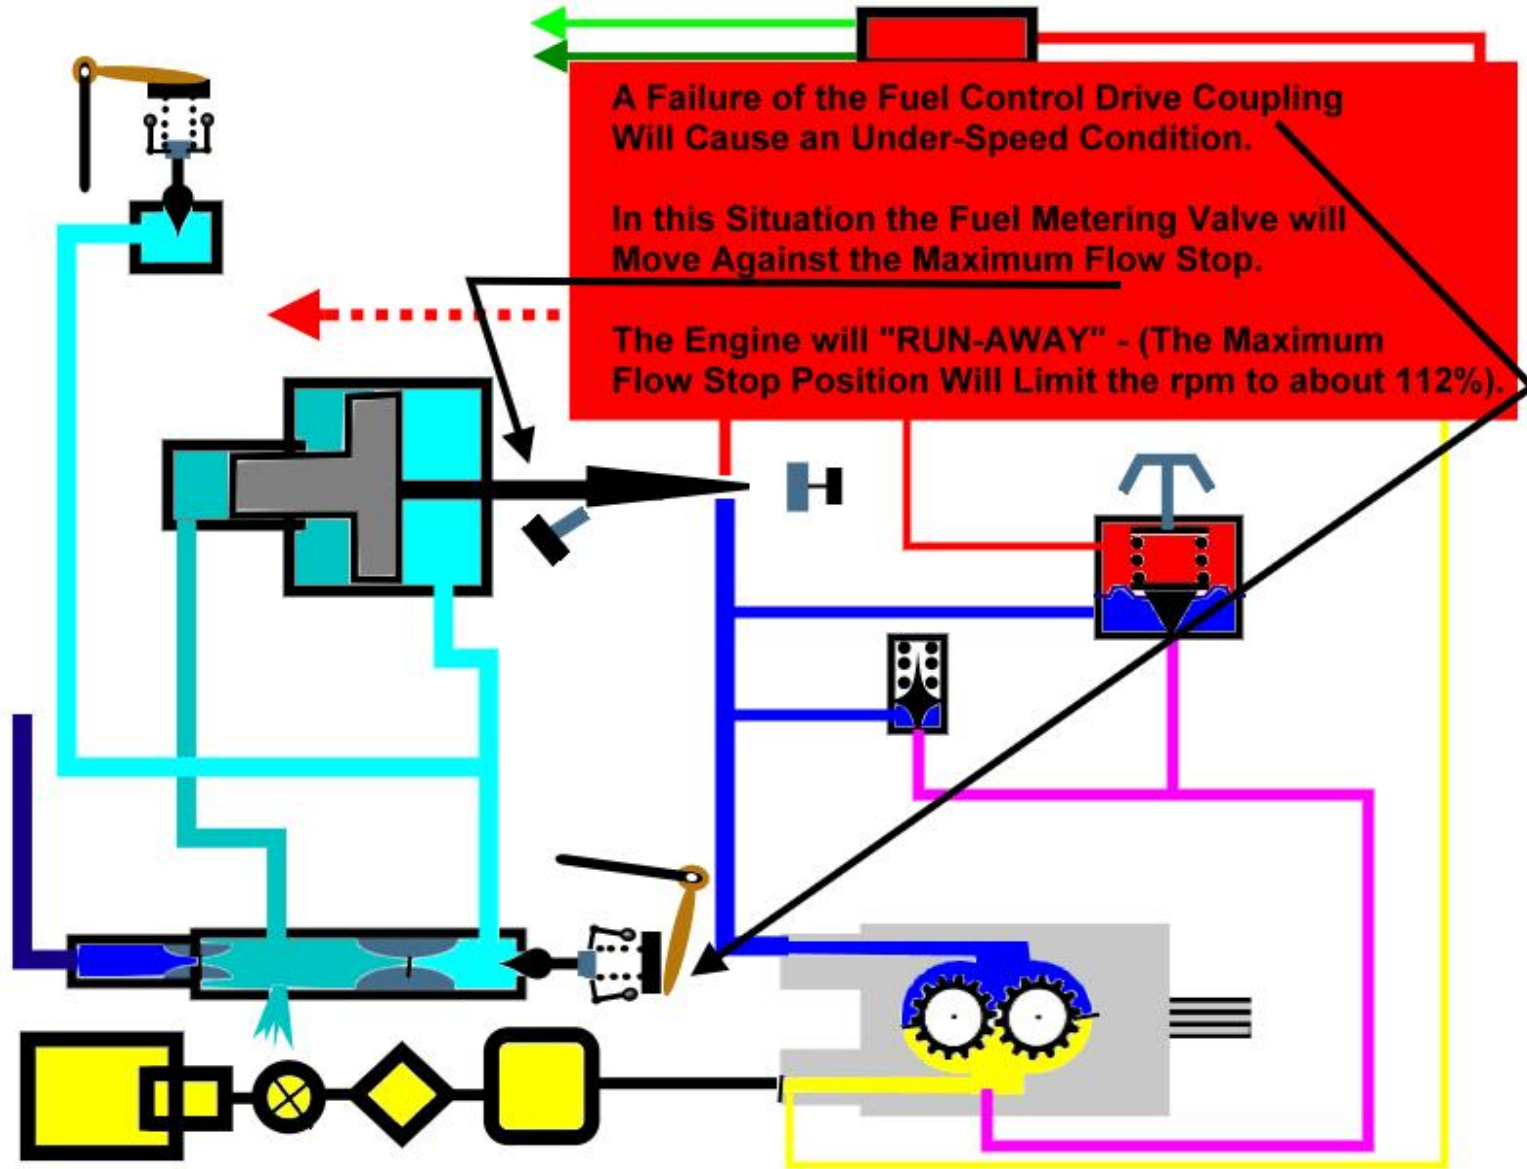 A Failure of the Fuel Control Drive Coupling
Will Cause an Under-Speed Condition.
In this Situation the Fuel Metering Valve will
Move Against the Maximum Flow Stop.
The Engine will "RUN-AWAY" - (The Maximum
Flow Stop Position Will Limit the rpm to about 112%).